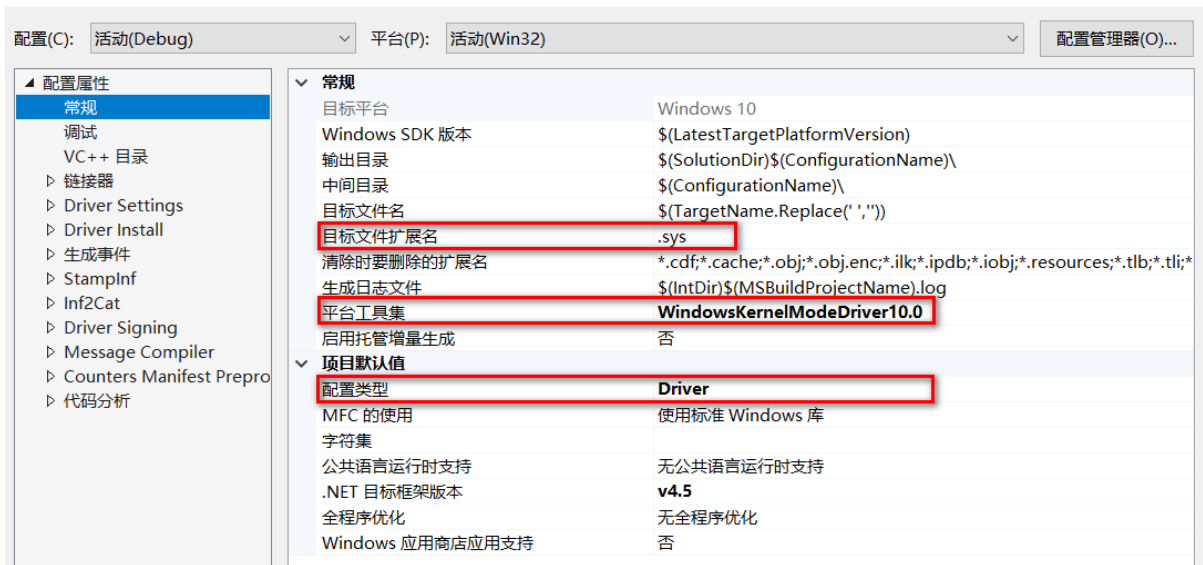 配置(C): 活动(Debug) 平台(P): 活动(Win32) 配置管理器(O)...
配置属性
常规
调试
VC++ 目录
链接器
Driver Settings
Driver Install
生成事件
StampInf
Inf2Cat
Driver Signing
Message Compiler
Counters Manifest Prepro
代码分析
常规
目标平台 Windows 10
Windows SDK 版本 $(LatestTargetPlatformVersion)
输出目录 $(SolutionDir)$(ConfigurationName)\
中间目录 $(ConfigurationName)\
目标文件名 $(TargetName.Replace(' ',''))
目标文件扩展名 .sys
清除时要删除的扩展名 *.cdf;*.cache;*.obj;*.obj.enc;*.ilk;*.ipdb;*.iobj;*.resources;*.tlb;*.tli;*
生成日志文件 $(IntDir)$(MSBuildProjectName).log
平台工具集 WindowsKernelModeDriver10.0
启用托管增量生成 否
项目默认值
配置类型 Driver
MFC 的使用 使用标准 Windows 库
字符集
公共语言运行时支持 无公共语言运行时支持
.NET 目标框架版本 v4.5
全程序优化 无全程序优化
Windows 应用商店应用支持 否